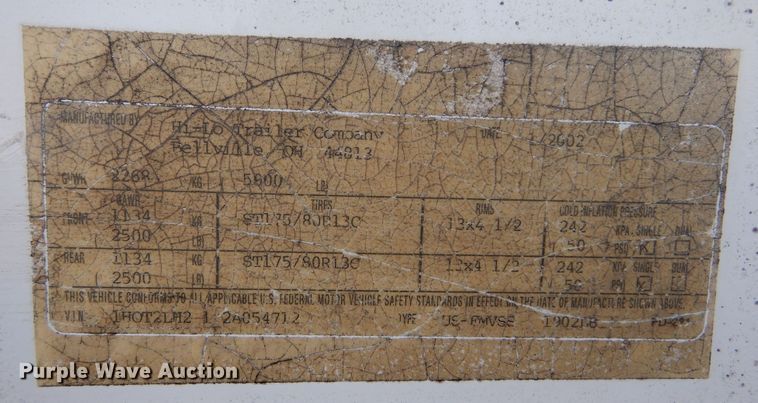 MANUFACTURED BY Hi-Lo Trailer Company DATE 2002
Bellville, OH 44813
GVWR 2268 KG 5000 LB)
GAWR TIRES RIMS COLD INFLATION PRESSURE
FRONT 1134 KG ST175/80R13C 13x4 1/2 242 KPA SINGLE DUAL
2500 LB) 50 PSI)
REAR 1134 KG ST175/80R13C 13x4 1/2 242 KPA SINGLE DUAL
2500 LB) 50 PSI)
THIS VEHICLE CONFORMS TO ALL APPLICABLE U.S. FEDERAL MOTOR VEHICLE SAFETY STANDARDS IN EFFECT ON THE DATE OF MANUFACTURE SHOWN ABOVE.
V.I.N. TYPE
Purple Wave Auction